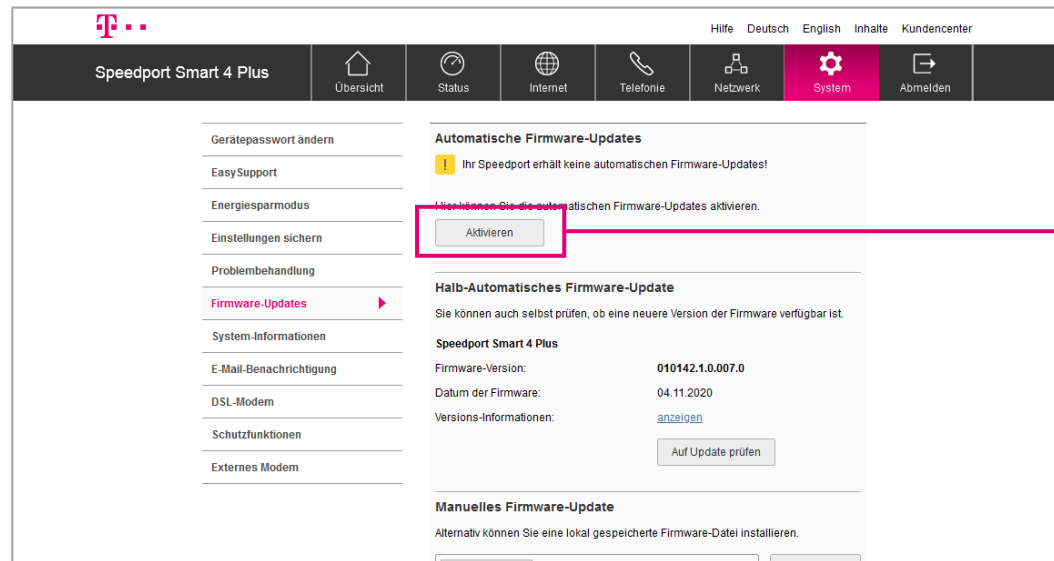 T
Hilfe Deutsch English Inhalte Kundencenter
Speedport Smart 4 Plus
Übersicht Status Internet Telefonie Netzwerk System Abmelden
Gerätepasswort ändern
EasySupport
Energiesparmodus
Einstellungen sichern
Problembehandlung
Firmware-Updates
System-Informationen
E-Mail-Benachrichtigung
DSL-Modem
Schutzfunktionen
Externes Modem
Automatische Firmware-Updates
! Ihr Speedport erhält keine automatischen Firmware-Updates!
Hier können Sie die automatischen Firmware-Updates aktivieren.
Aktivieren
Halb-Automatisches Firmware-Update
Sie können auch selbst prüfen, ob eine neuere Version der Firmware verfügbar ist.
Speedport Smart 4 Plus
Firmware-Version: 010142.1.0.007.0
Datum der Firmware: 04.11.2020
Versions-Informationen: anzeigen
Auf Update prüfen
Manuelles Firmware-Update
Alternativ können Sie eine lokal gespeicherte Firmware-Datei installieren.